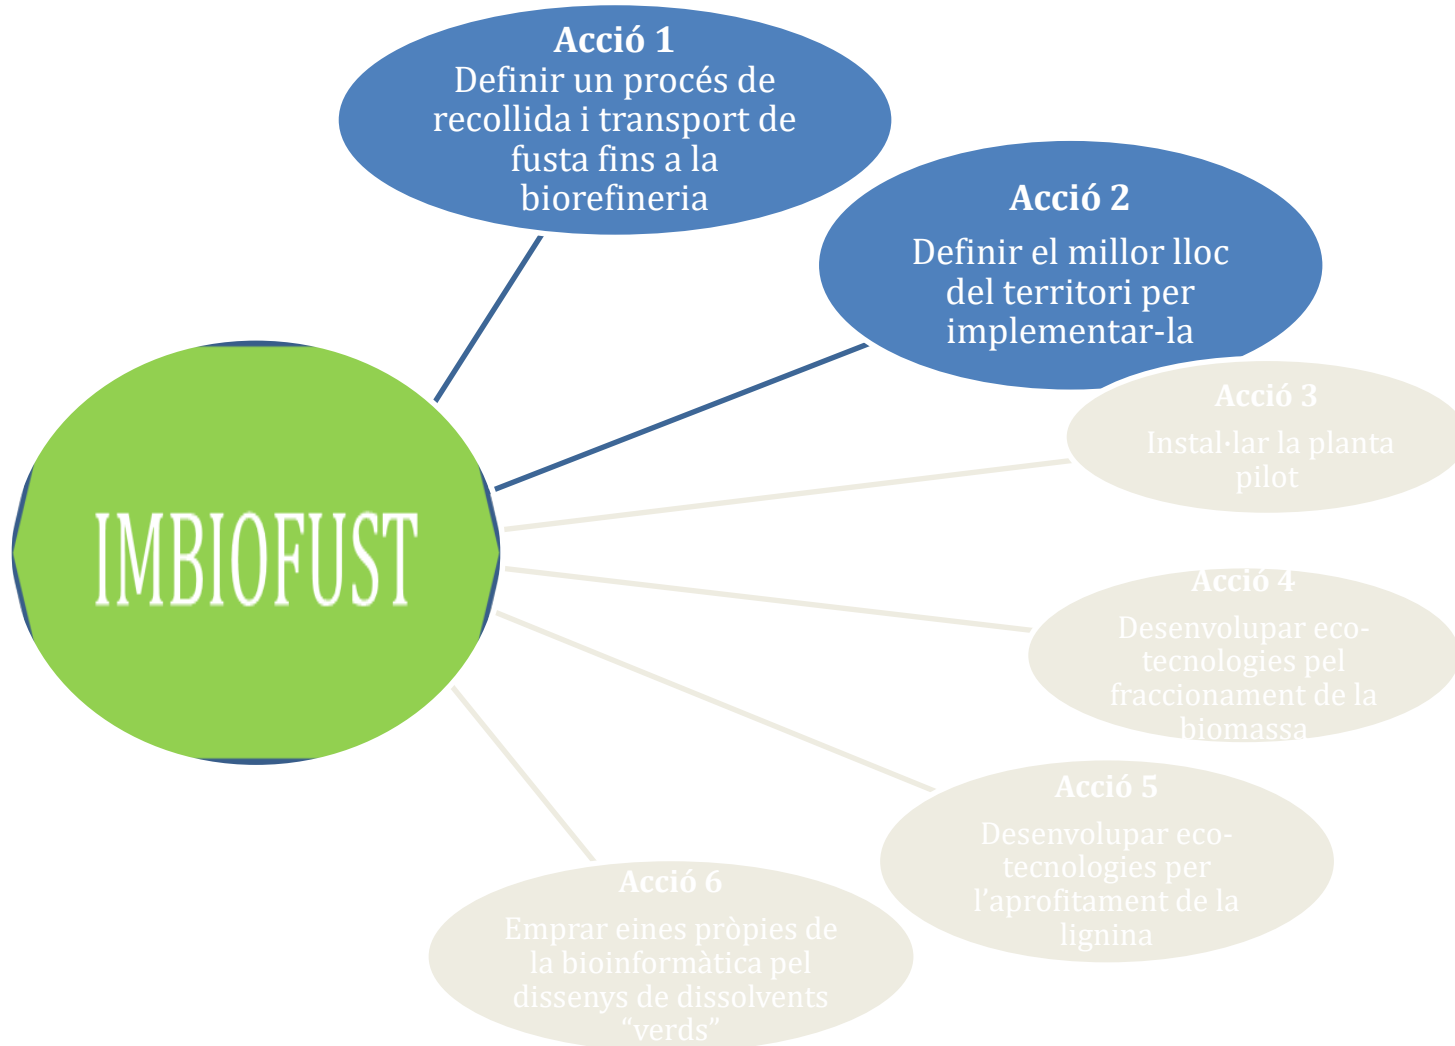 Acció 1
Definir un procés de
recollida i transport de
fusta fins a la
biorefineria
Acció 2
Definir el millor lloc
del territori per
implementar-la
Acció 3
Instal·lar la planta
pilot
IMBIOFUST
Acció 4
Desenvolupar eco-
tecnologies pel
fraccionament de la
biomassa
Acció 5
Desenvolupar eco-
tecnologies per
l’aprofitament de la
lignina
Acció 6
Emprar eines pròpies de
la bioinformàtica pel
dissenys de dissolvents
“verds”